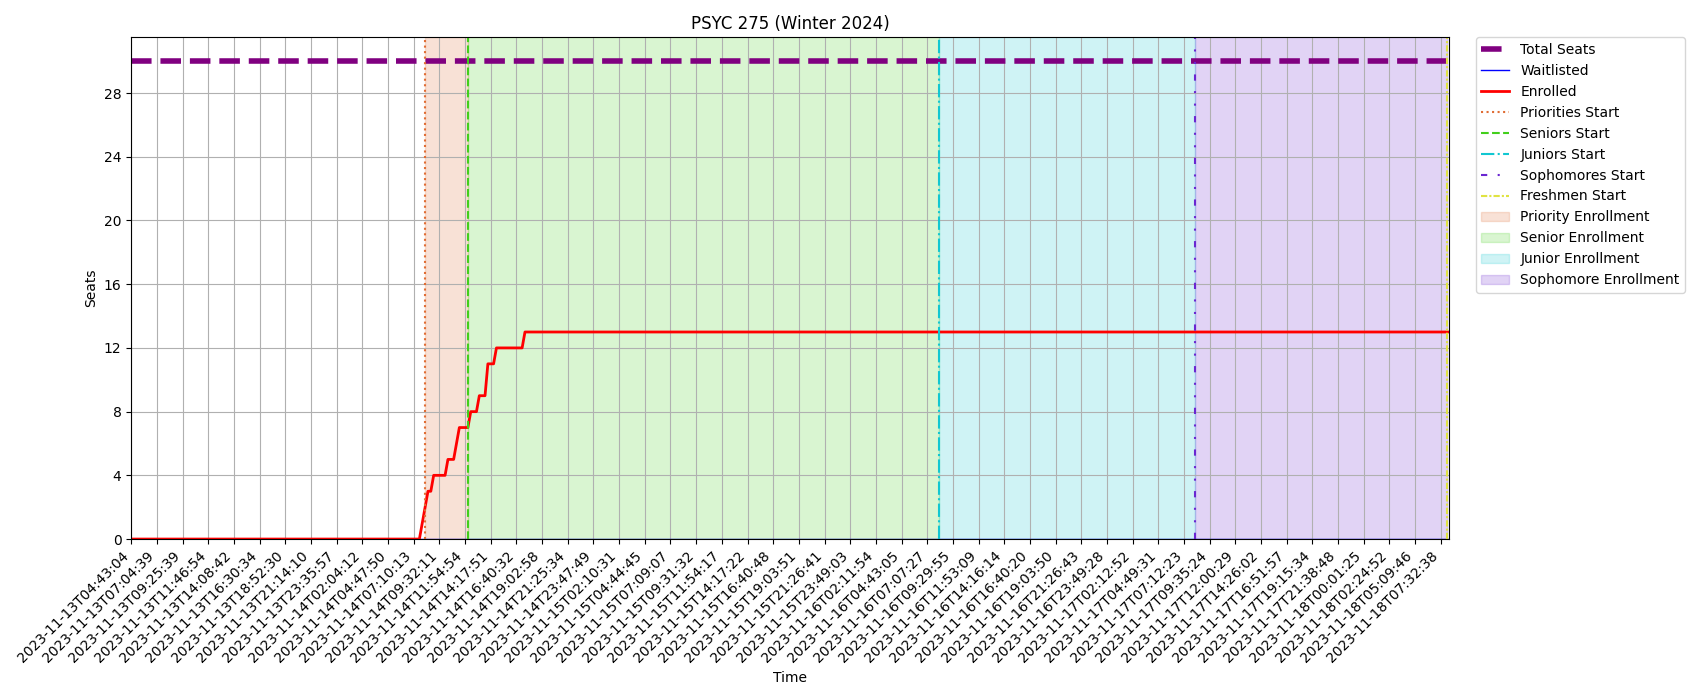 PSYC 275 (Winter 2024)
Seats
28
24
20
16
12
8
4
0
2023-11-13T04:43:04
2023-11-13T07:04:39
2023-11-13T09:25:39
2023-11-13T11:46:54
2023-11-13T14:08:42
2023-11-13T16:30:34
2023-11-13T18:52:30
2023-11-13T21:14:10
2023-11-13T23:35:57
2023-11-14T02:04:12
2023-11-14T04:47:50
2023-11-14T07:10:13
2023-11-14T09:32:11
2023-11-14T11:54:54
2023-11-14T14:17:51
2023-11-14T16:40:32
2023-11-14T19:02:58
2023-11-14T21:25:34
2023-11-14T23:47:49
2023-11-15T02:10:31
2023-11-15T04:44:45
2023-11-15T07:09:07
2023-11-15T09:31:32
2023-11-15T11:54:17
2023-11-15T14:17:22
2023-11-15T16:40:48
2023-11-15T19:03:51
2023-11-15T21:26:41
2023-11-15T23:49:03
2023-11-16T02:11:54
2023-11-16T04:43:05
2023-11-16T07:07:27
2023-11-16T09:29:55
2023-11-16T11:53:09
2023-11-16T14:16:14
2023-11-16T16:40:20
2023-11-16T19:03:50
2023-11-16T21:26:43
2023-11-16T23:49:28
2023-11-17T02:12:52
2023-11-17T04:49:31
2023-11-17T07:12:23
2023-11-17T09:35:24
2023-11-17T12:00:29
2023-11-17T14:26:02
2023-11-17T16:51:57
2023-11-17T19:15:34
2023-11-17T21:38:48
2023-11-18T00:01:25
2023-11-18T02:24:52
2023-11-18T05:09:46
2023-11-18T07:32:38
Time
Total Seats
Waitlisted
Enrolled
Priorities Start
Seniors Start
Juniors Start
Sophomores Start
Freshmen Start
Priority Enrollment
Senior Enrollment
Junior Enrollment
Sophomore Enrollment